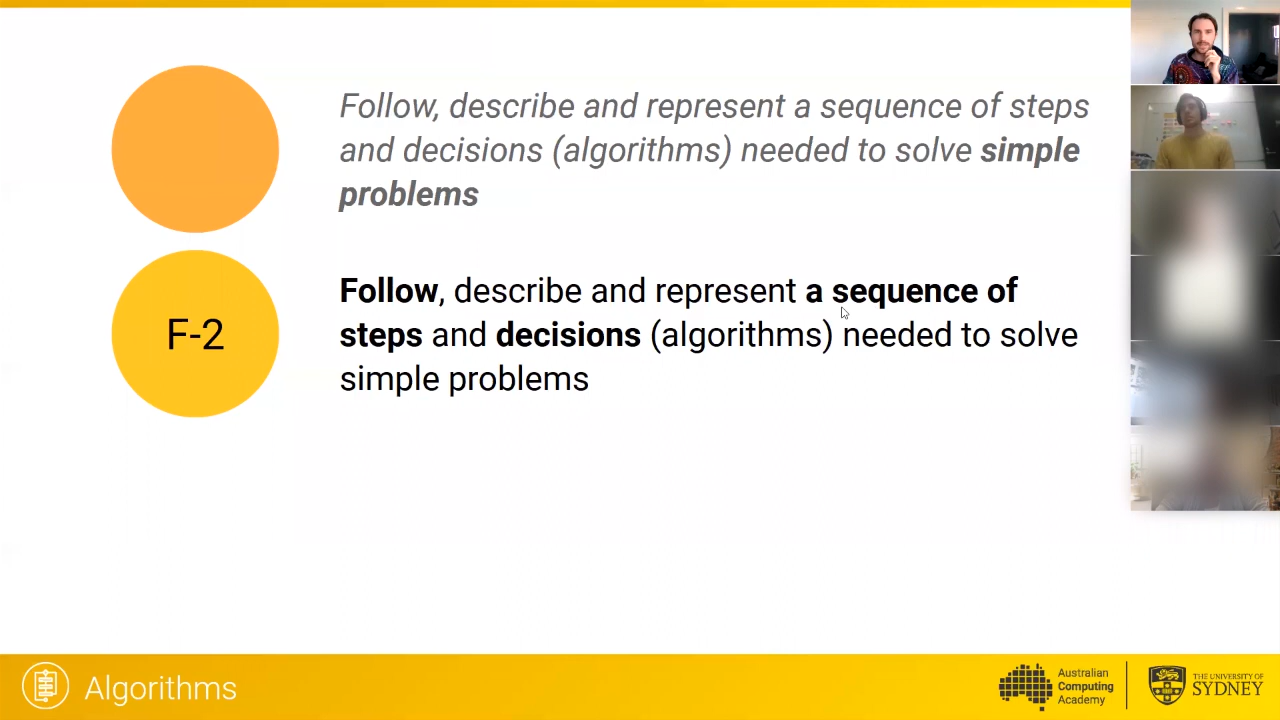 Follow, describe and represent a sequence of steps
and decisions (algorithms) needed to solve simple
problems
F-2
Follow, describe and represent a sequence of
steps and decisions (algorithms) needed to solve
simple problems
Algorithms
Australian
Computing
Academy
THE UNIVERSITY OF
SYDNEY